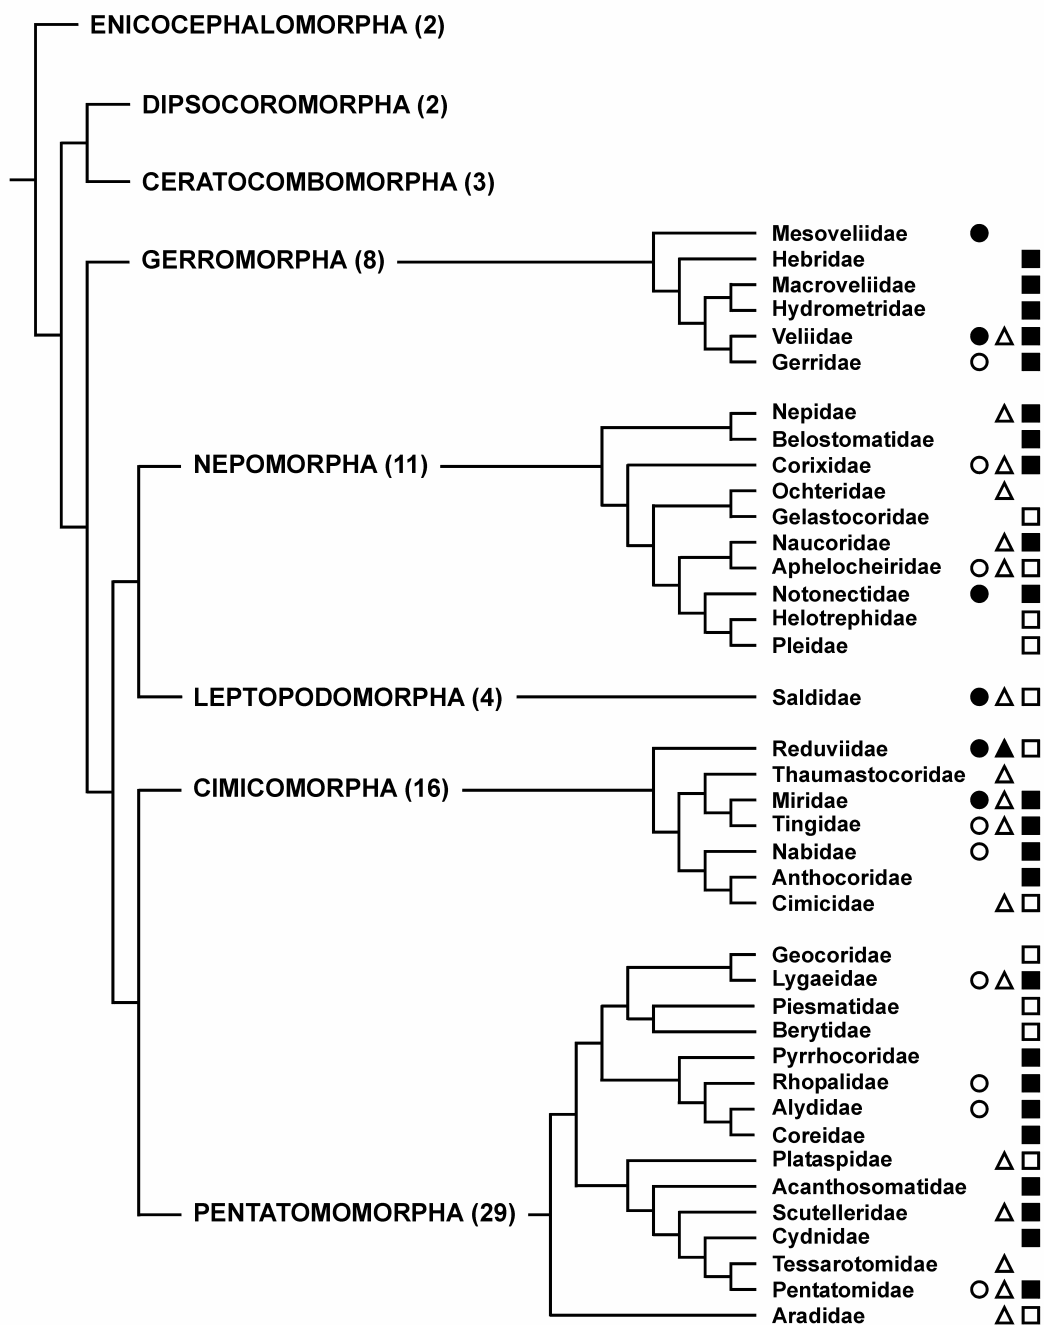 ENICOCEPHALOMORPHA (2)
DIPSOCOROMORPHA (2)
CERATOCOMBOMORPHA (3)
GERROMORPHA (8)
Mesoveliidae
Hebridae
Macroveliidae
Hydrometridae
Veliidae
Gerridae
NEPOMORPHA (11)
Nepidae
Belostomatidae
Corixidae
Ochteridae
Gelastocoridae
Naucoridae
Aphelocheiridae
Notonectidae
Helotrephidae
Pleidae
LEPTOPODOMORPHA (4)
Saldidae
CIMICOMORPHA (16)
Reduviidae
Thaumastocoridae
Miridae
Tingidae
Nabidae
Anthocoridae
Cimicidae
PENTATOMOMORPHA (29)
Geocoridae
Lygaeidae
Piesmatidae
Berytidae
Pyrrhocoridae
Rhopalidae
Alydidae
Coreidae
Plataspidae
Acanthosomatidae
Scutelleridae
Cydnidae
Tessarotomidae
Pentatomidae
Aradidae